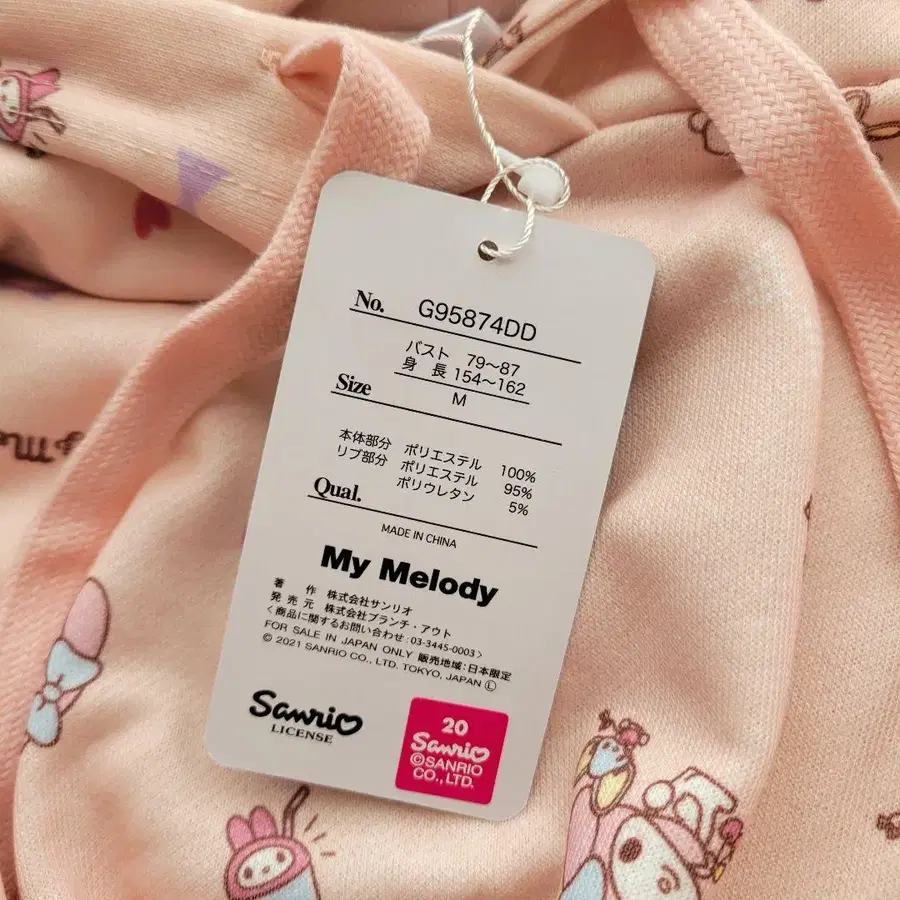 No. G95874DD
バスト 79～87
身 長 154～162
Size M
本体部分 ポリエステル 100%
リブ部分 ポリエステル 95%
ポリウレタン 5%
Qual.
MADE IN CHINA
My Melody
著 作 株式会社サンリオ
発 売 元 株式会社ブランチ・アウト
<商品に関するお問い合わせ:03-3445-0003>
FOR SALE IN JAPAN ONLY 販売地域:日本限定
© 2021 SANRIO CO., LTD. TOKYO, JAPAN Ⓛ
Sanrio
LICENSE
20
Sanrio
©SANRIO
CO., LTD.